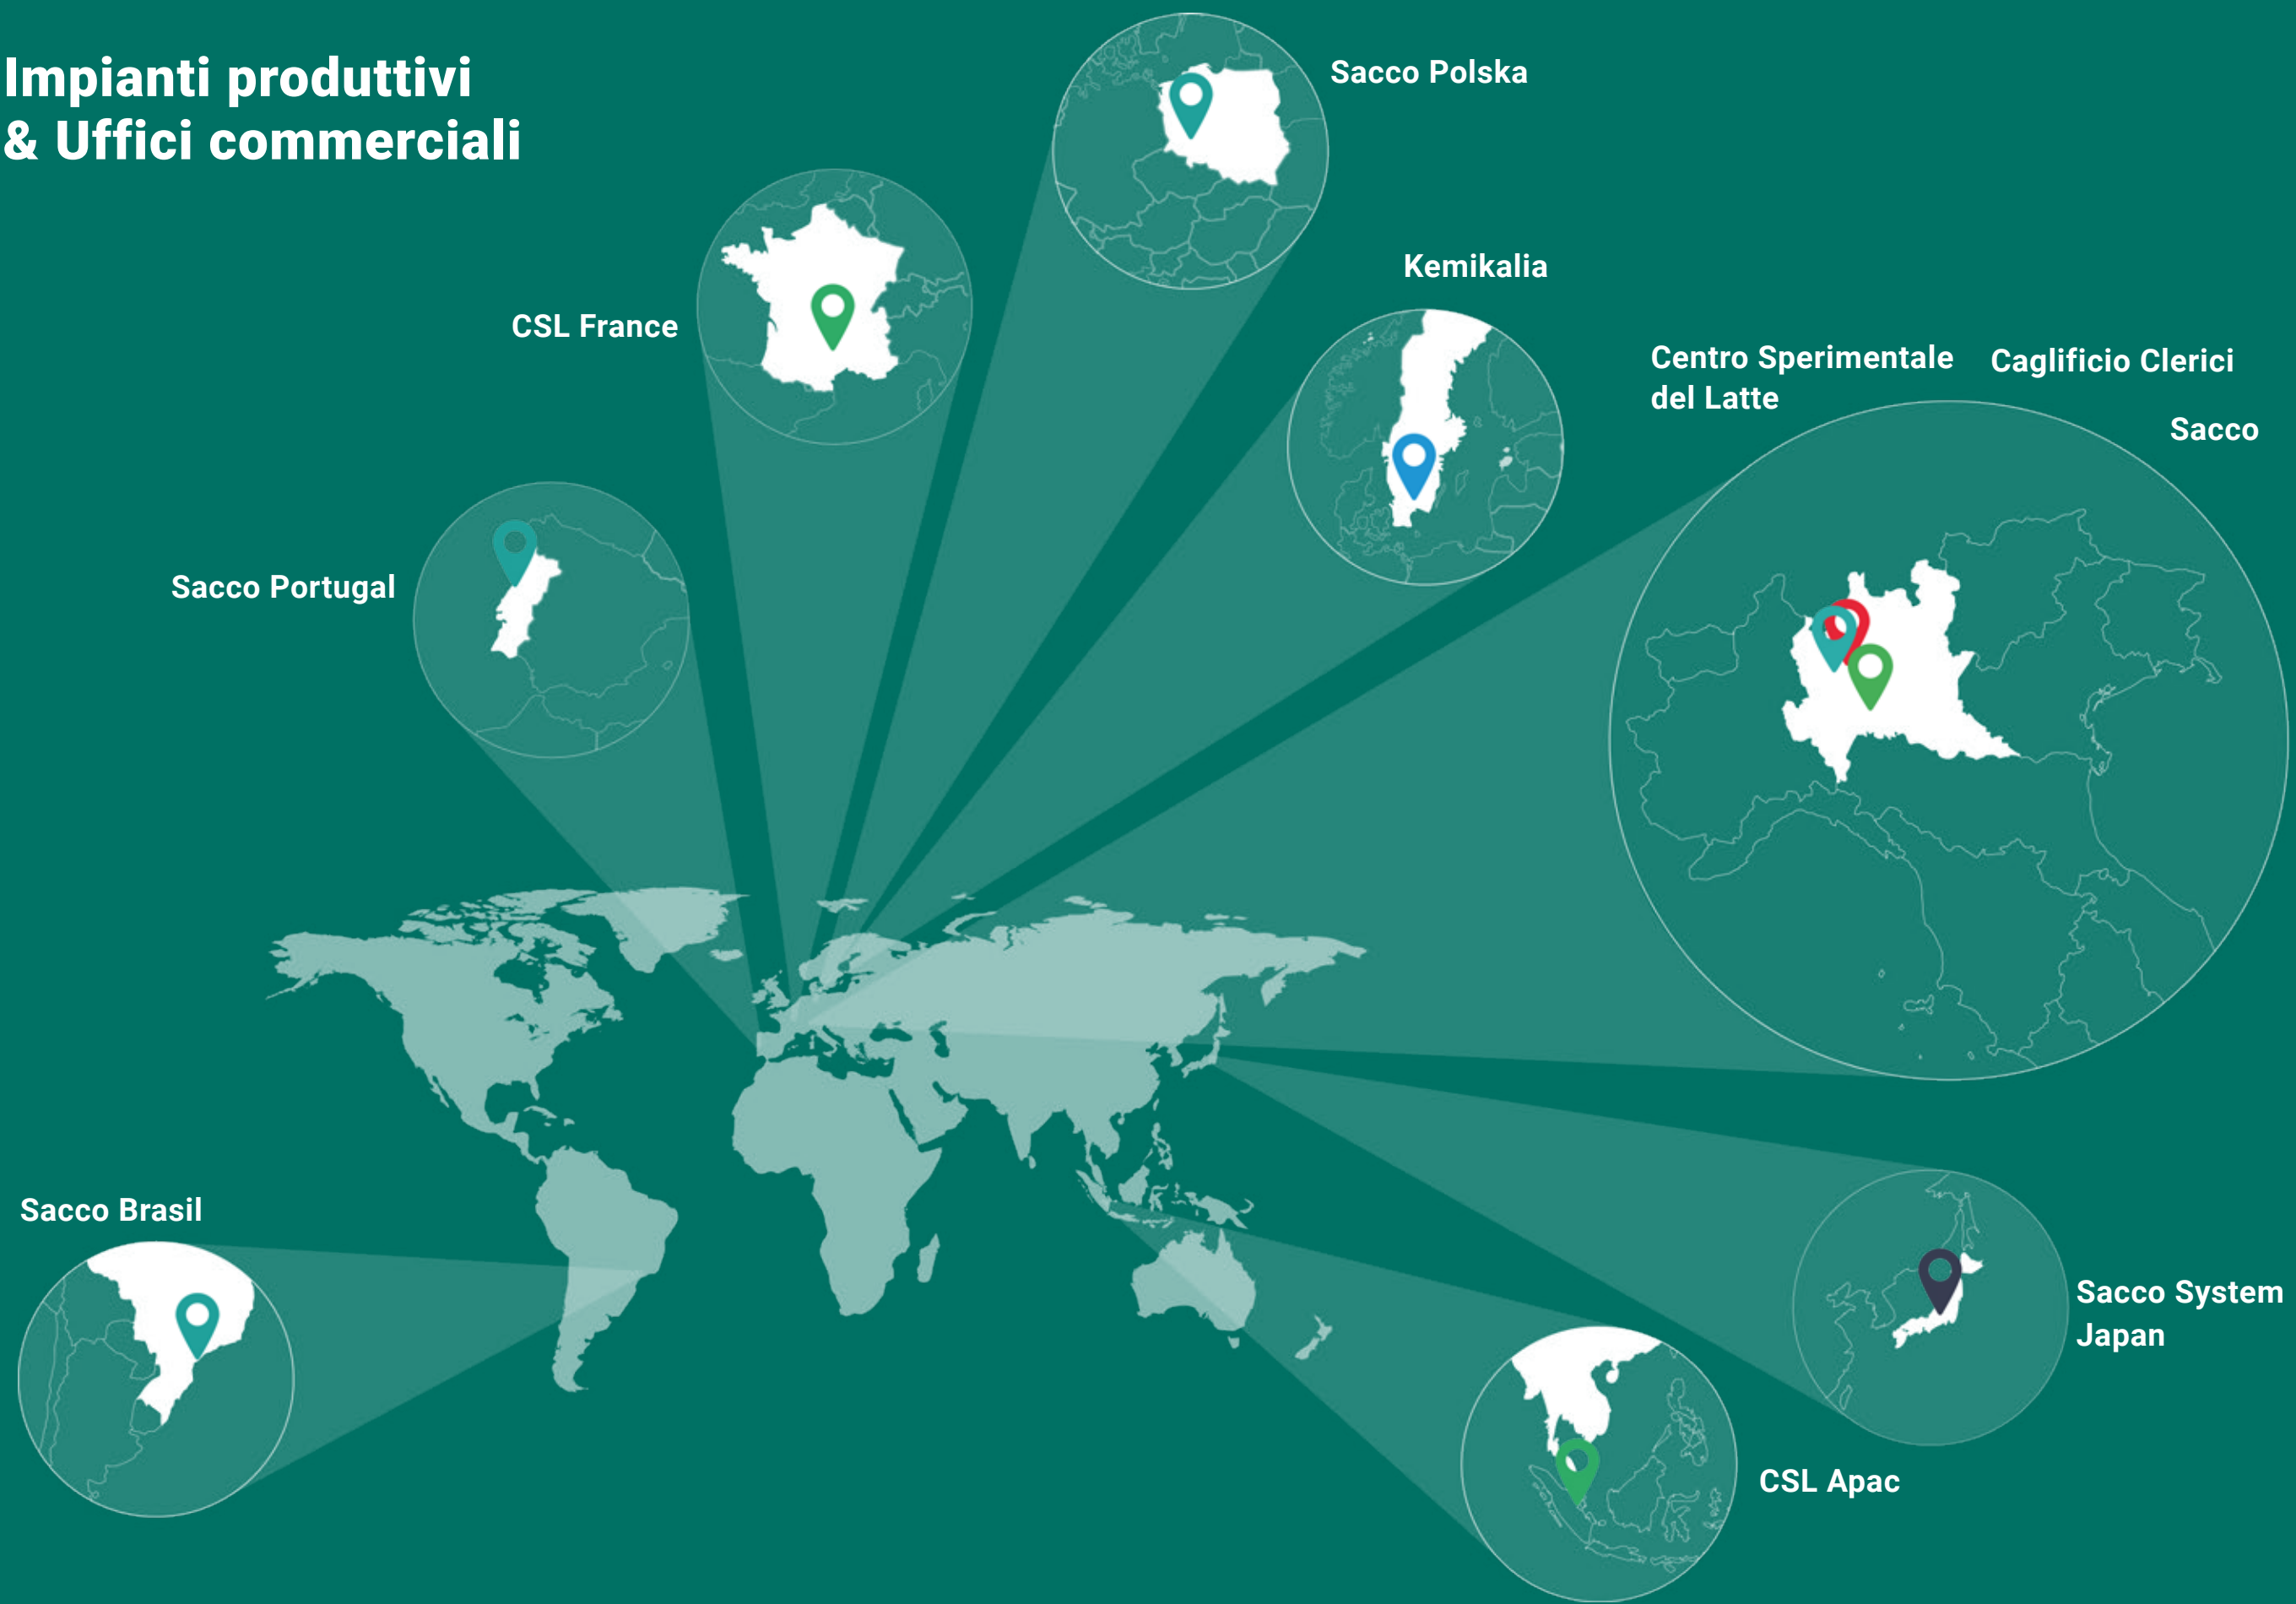 Impianti produttivi
& Uffici commerciali
Sacco Polska
Kemikalia
CSL France
Centro Sperimentale
del Latte
Caglificio Clerici
Sacco
Sacco Portugal
Sacco Brasil
Sacco System
Japan
CSL Apac